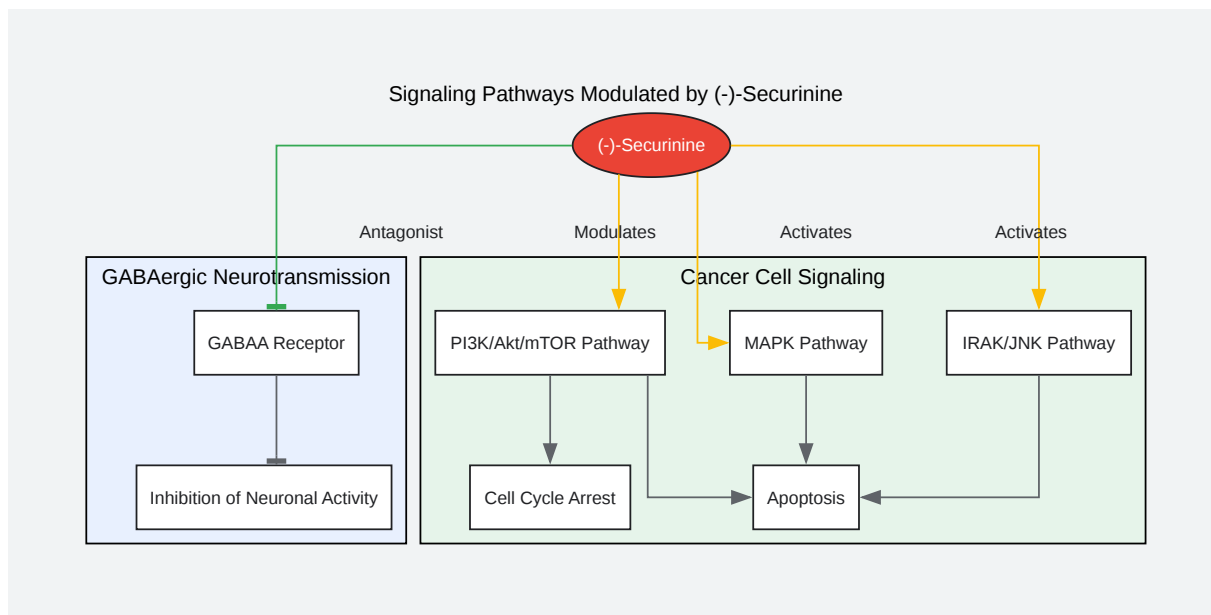 Signaling Pathways Modulated by (-)-Securinine
(-)-Securinine
Antagonist
Modulates
Activates
Activates
GABAergic Neurotransmission
Cancer Cell Signaling
GABAA Receptor
PI3K/Akt/mTOR Pathway
MAPK Pathway
IRAK/JNK Pathway
Inhibition of Neuronal Activity
Cell Cycle Arrest
Apoptosis